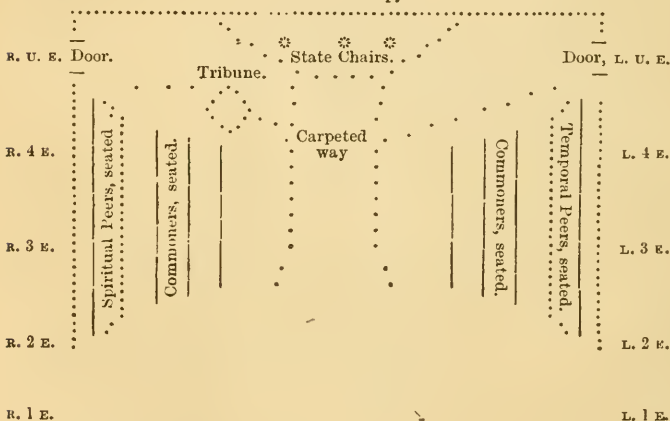 R. U. E. Door.
State Chairs.
Door, L. U. E.
Tribune.
Carpeted
way
R. 4 E.
L. 4 E.
Spiritual Peers, seated
Commoners, seated.
Commoners, seated.
Temporal Peers, seated.
R. 3 E.
L. 3 E.
R. 2 E.
L. 2 E.
R. 1 E.
L. 1 E.